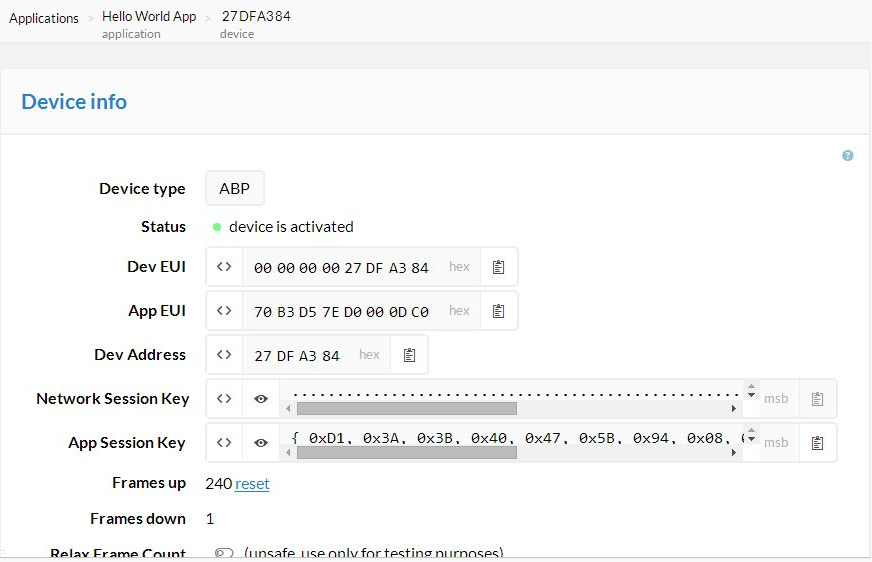 Applications > Hello World App > 27DFA384
application device
Device info
Device type ABP
Status device is activated
Dev EUI <> 00 00 00 00 27 DF A3 84 hex
App EUI <> 70 B3 D5 7E D0 00 0D C0 hex
Dev Address <> 27 DF A3 84 hex
Network Session Key <> msb
App Session Key <> { 0xD1, 0x3A, 0x3B, 0x40, 0x47, 0x5B, 0x94, 0x08, msb
Frames up 240 reset
Frames down 1
Relax Frame Count (unsafe, use only for testing purposes)